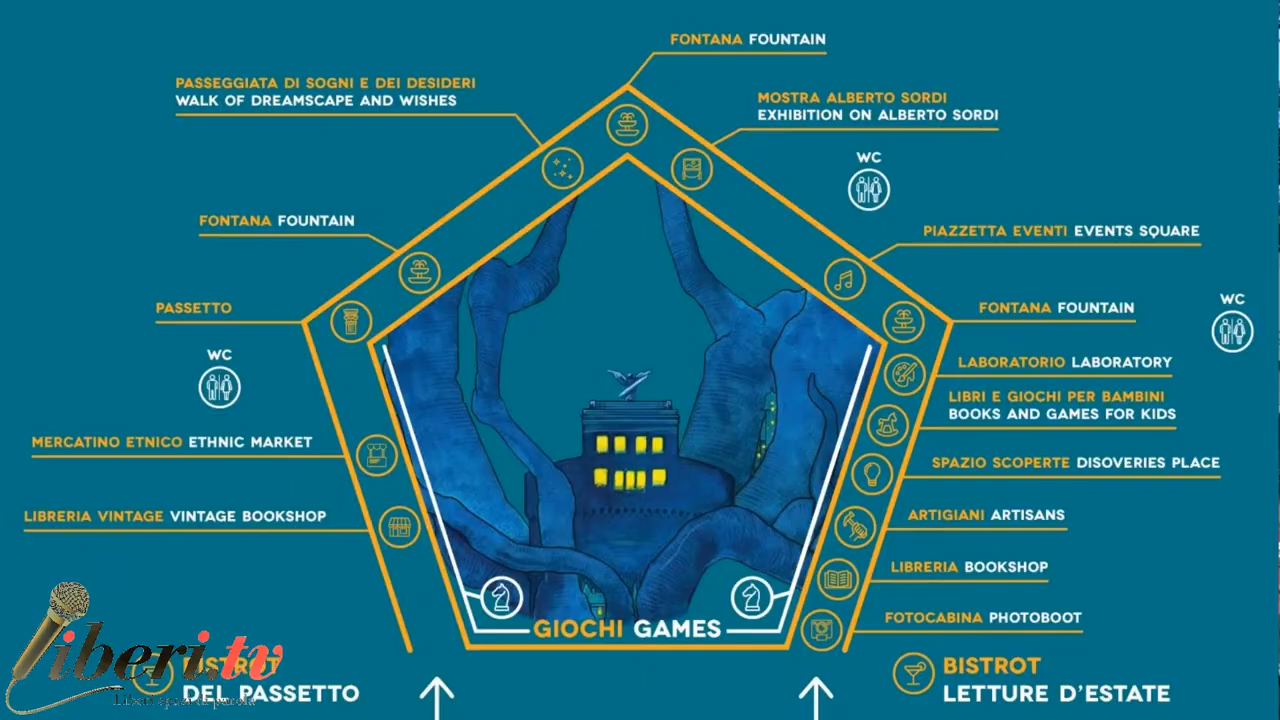 FONTANA FOUNTAIN
PASSEGGIATA DI SOGNI E DEI DESIDERI
WALK OF DREAMSCAPE AND WISHES
MOSTRA ALBERTO SORDI
EXHIBITION ON ALBERTO SORDI
WC
FONTANA FOUNTAIN
PIAZZETTA EVENTI EVENTS SQUARE
PASSETTO
FONTANA FOUNTAIN
WC
WC
LABORATORIO LABORATORY
LIBRI E GIOCHI PER BAMBINI
BOOKS AND GAMES FOR KIDS
MERCATINO ETNICO ETHNIC MARKET
SPAZIO SCOPERTE DISOVERIES PLACE
LIBRERIA VINTAGE VINTAGE BOOKSHOP
ARTIGIANI ARTISANS
LIBRERIA BOOKSHOP
FOTOCABINA PHOTOBOOT
GIOCHI GAMES
liberi.tv
BISTROT
DEL PASSETTO
BISTROT
LETTURE D'ESTATE